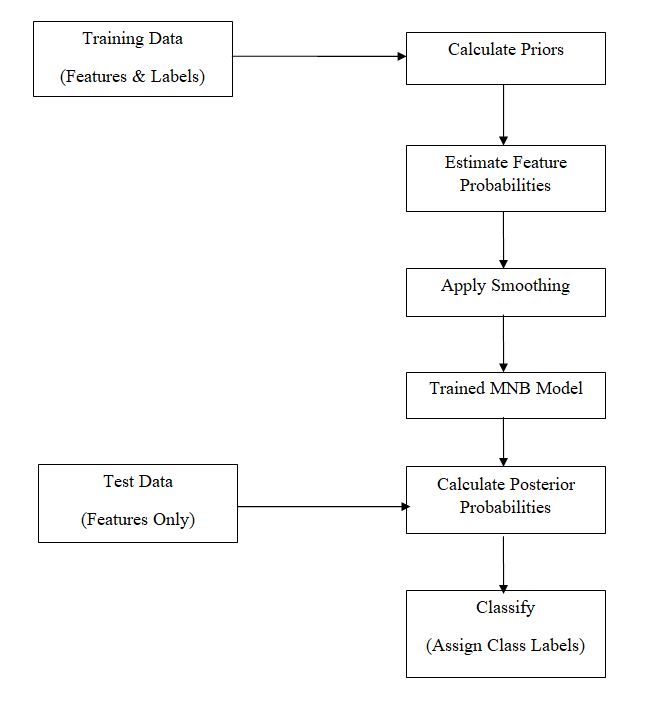 Training Data
(Features & Labels)
Calculate Priors
Estimate Feature
Probabilities
Apply Smoothing
Trained MNB Model
Test Data
(Features Only)
Calculate Posterior
Probabilities
Classify
(Assign Class Labels)